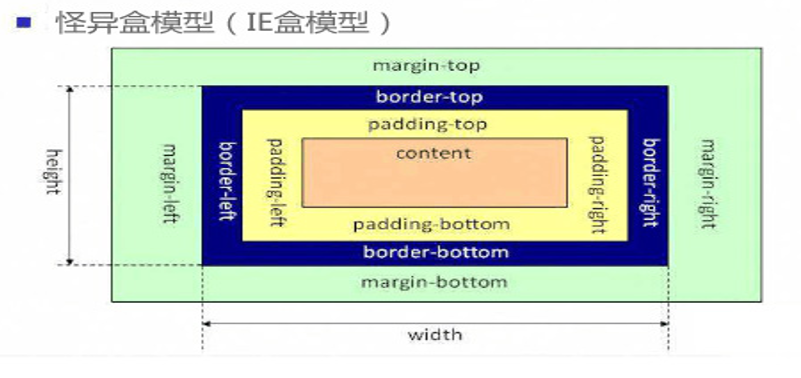 ▪ 怪异盒模型（IE盒模型）
margin-top
border-top
padding-top
content
height
margin-left
border-left
padding-left
padding-right
border-right
margin-right
padding-bottom
border-bottom
margin-bottom
width